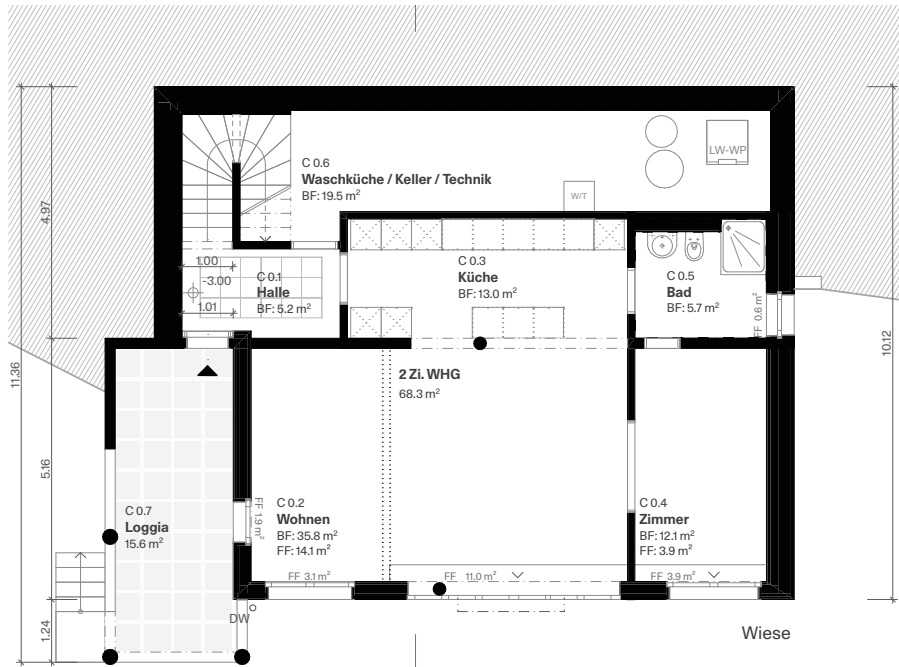 C 0.6
Waschküche / Keller / Technik
BF: 19.5 m²
LW-WP
W/T
4.97
1.00
-3.00
1.01
C 0.1
Halle
BF: 5.2 m²
C 0.3
Küche
BF: 13.0 m²
C 0.5
Bad
BF: 5.7 m²
FF 0.6 m²
11.36
10.12
2 Zi. WHG
68.3 m²
5.16
C 0.7
Loggia
15.6 m²
FF 1.9 m²
C 0.2
Wohnen
BF: 35.8 m²
FF: 14.1 m²
C 0.4
Zimmer
BF: 12.1 m²
FF: 3.9 m²
FF 3.1 m²
FF 11.0 m²
FF 3.9 m²
DW
1.24
Wiese